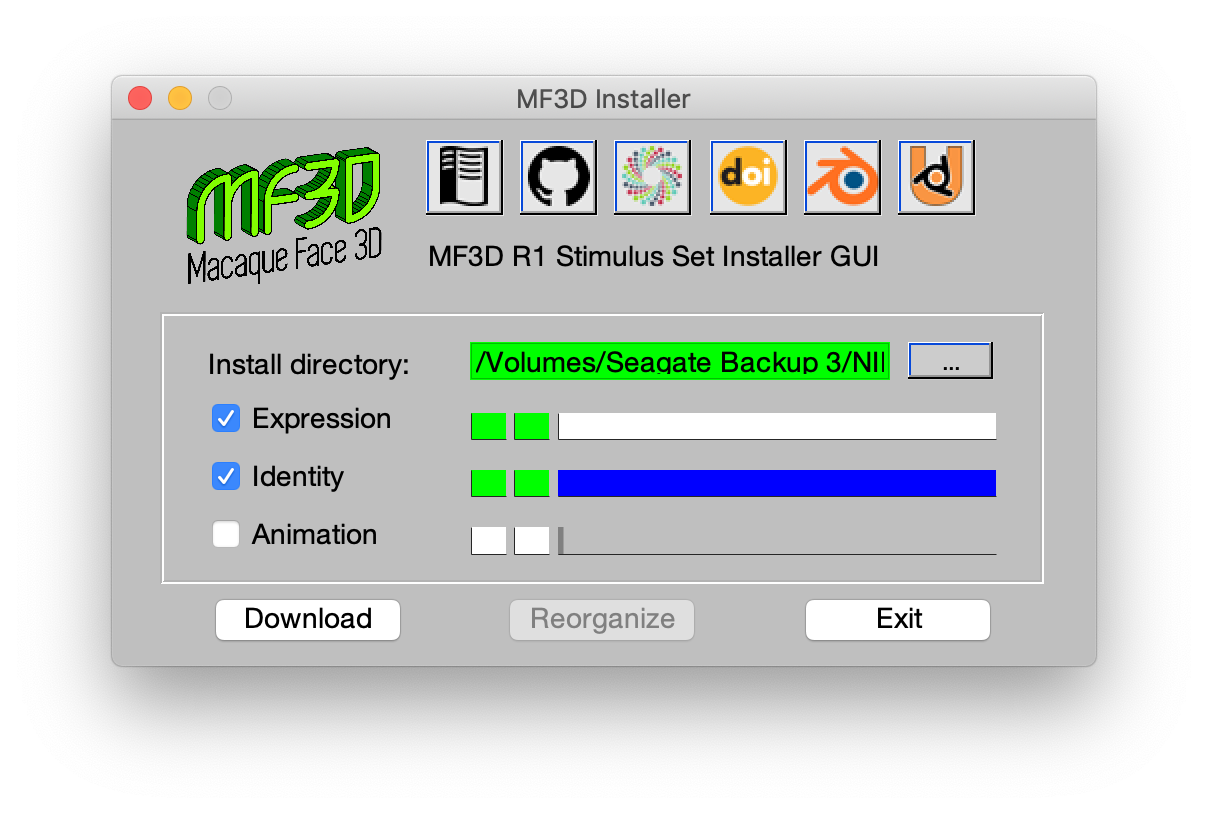 MF3D Installer
MF3D
Macaque Face 3D
doi
MF3D R1 Stimulus Set Installer GUI
Install directory: /Volumes/Seagate Backup 3/NI
...
Expression
Identity
Animation
Download Reorganize Exit